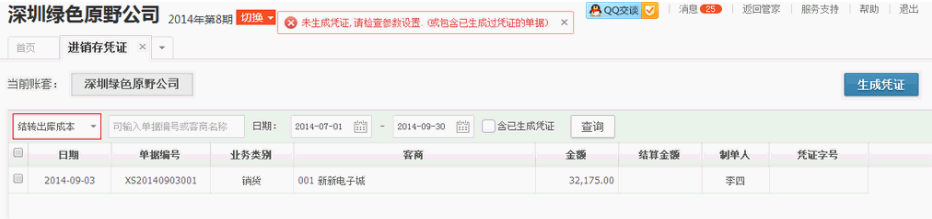 深圳绿色原野公司 2014年第8期 切换 未生成凭证,请检查参数设置. (或包含已生成过凭证的单据) × QQ交谈 消息 25 返回管家 服务支持 帮助 退出
首页 进销存凭证 ×
当前账套: 深圳绿色原野公司 生成凭证
结转出库成本 可输入单据编号或客商名称 日期: 2014-07-01 - 2014-09-30 含已生成凭证 查询
日期 单据编号 业务类别 客商 金额 结算金额 制单人 凭证字号
2014-09-03 XS20140903001 销货 001 新新电子城 32,175.00 李四